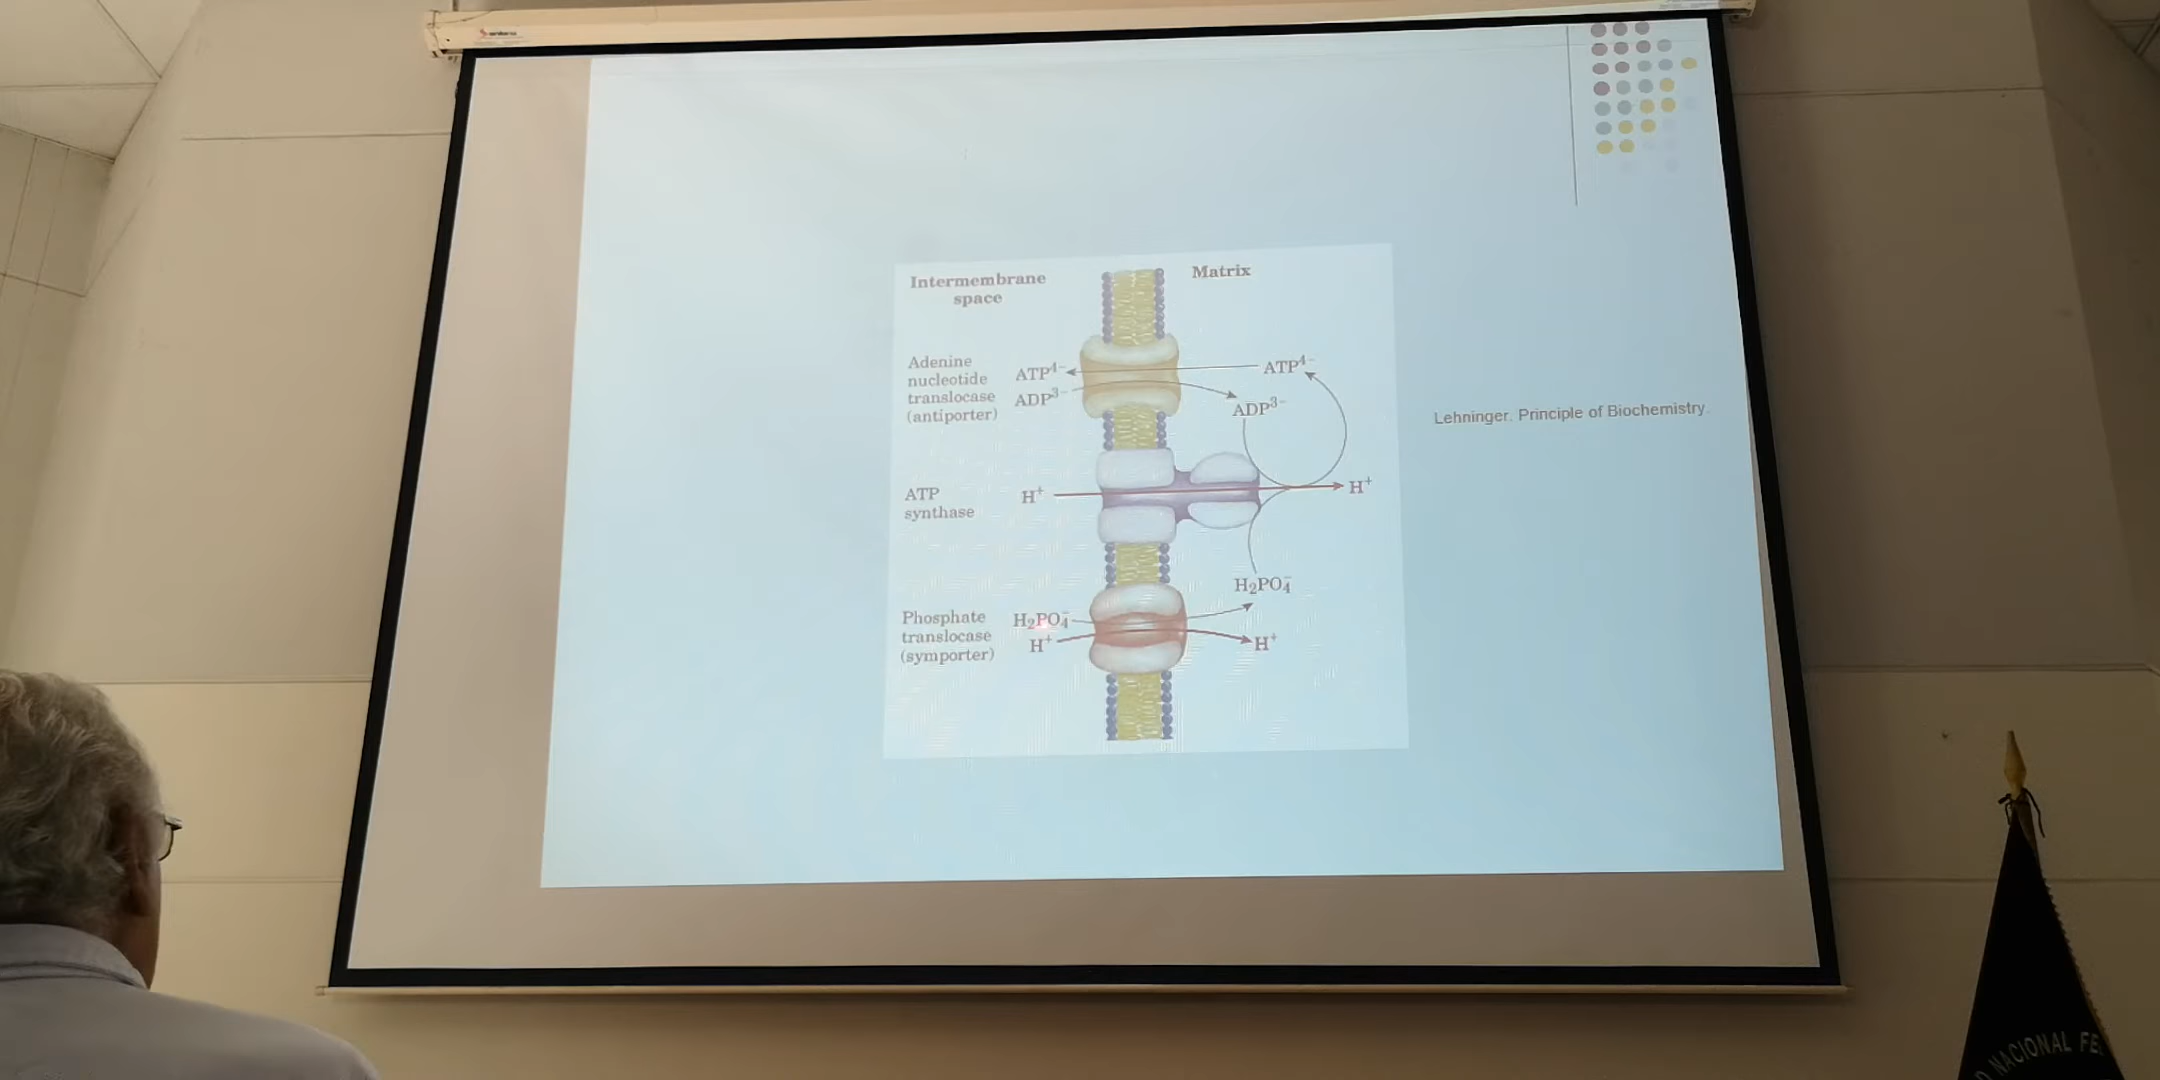 Intermembrane
space
Matrix
Adenine
nucleotide
translocase
(antiporter)
ATP⁴⁻
ADP³⁻
ATP⁴⁻
ADP³⁻
Lehninger. Principle of Biochemistry.
ATP
synthase
H⁺
H⁺
H₂PO₄⁻
Phosphate
translocase
(symporter)
H₂PO₄⁻
H⁺
H⁺
NACIONAL